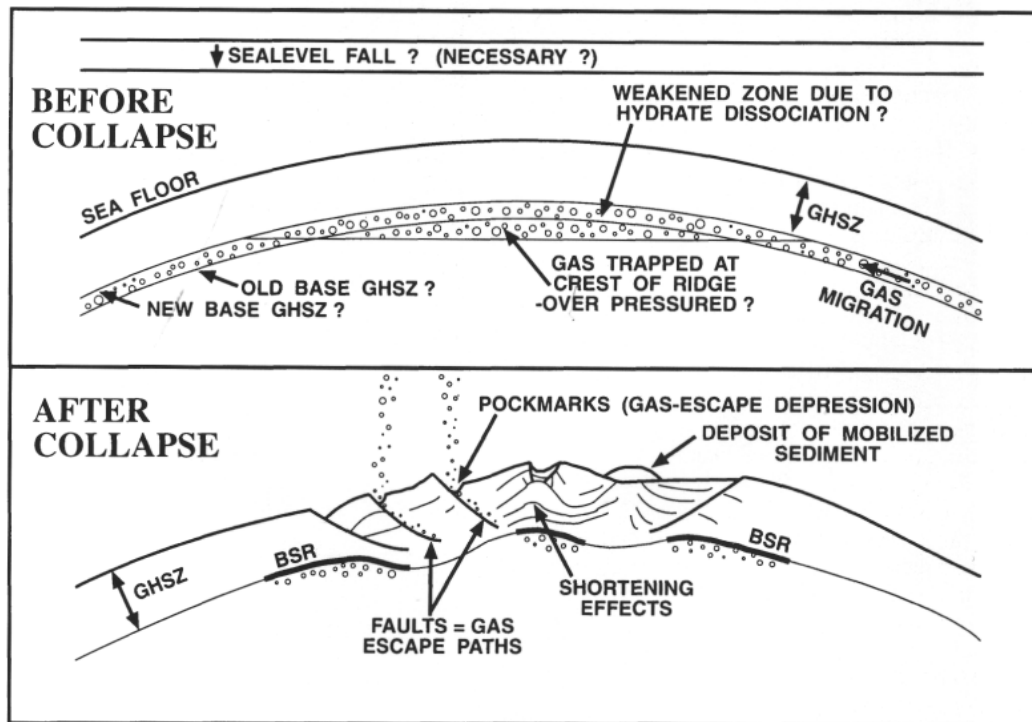 SEALEVEL FALL ? (NECESSARY ?)
BEFORE
COLLAPSE
WEAKENED ZONE DUE TO
HYDRATE DISSOCIATION ?
SEA FLOOR
GHSZ
OLD BASE GHSZ ?
NEW BASE GHSZ ?
GAS TRAPPED AT
CREST OF RIDGE
-OVER PRESSURED ?
GAS
MIGRATION
AFTER
COLLAPSE
POCKMARKS (GAS-ESCAPE DEPRESSION)
DEPOSIT OF MOBILIZED
SEDIMENT
GHSZ
BSR
BSR
SHORTENING
EFFECTS
FAULTS = GAS
ESCAPE PATHS